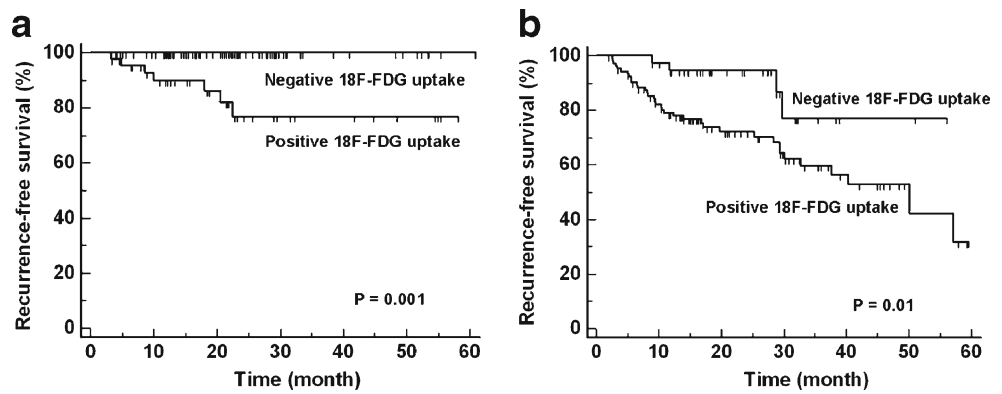 a
Recurrence-free survival (%)
100
80
60
40
20
0
Negative 18F-FDG uptake
Positive 18F-FDG uptake
P = 0.001
0 10 20 30 40 50 60
Time (month)
b
Recurrence-free survival (%)
100
80
60
40
20
0
Negative 18F-FDG uptake
Positive 18F-FDG uptake
P = 0.01
0 10 20 30 40 50 60
Time (month)